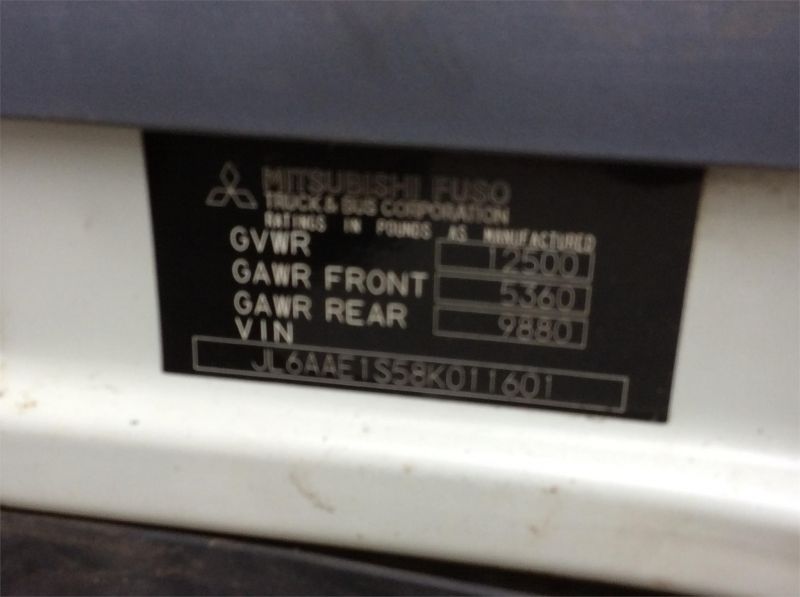 MITSUBISHI FUSO
TRUCK & BUS CORPORATION
RATINGS IN POUNDS AS MANUFACTURED
GVWR 12500
GAWR FRONT 5360
GAWR REAR 9880
VIN
JL6AAE1S58K011601